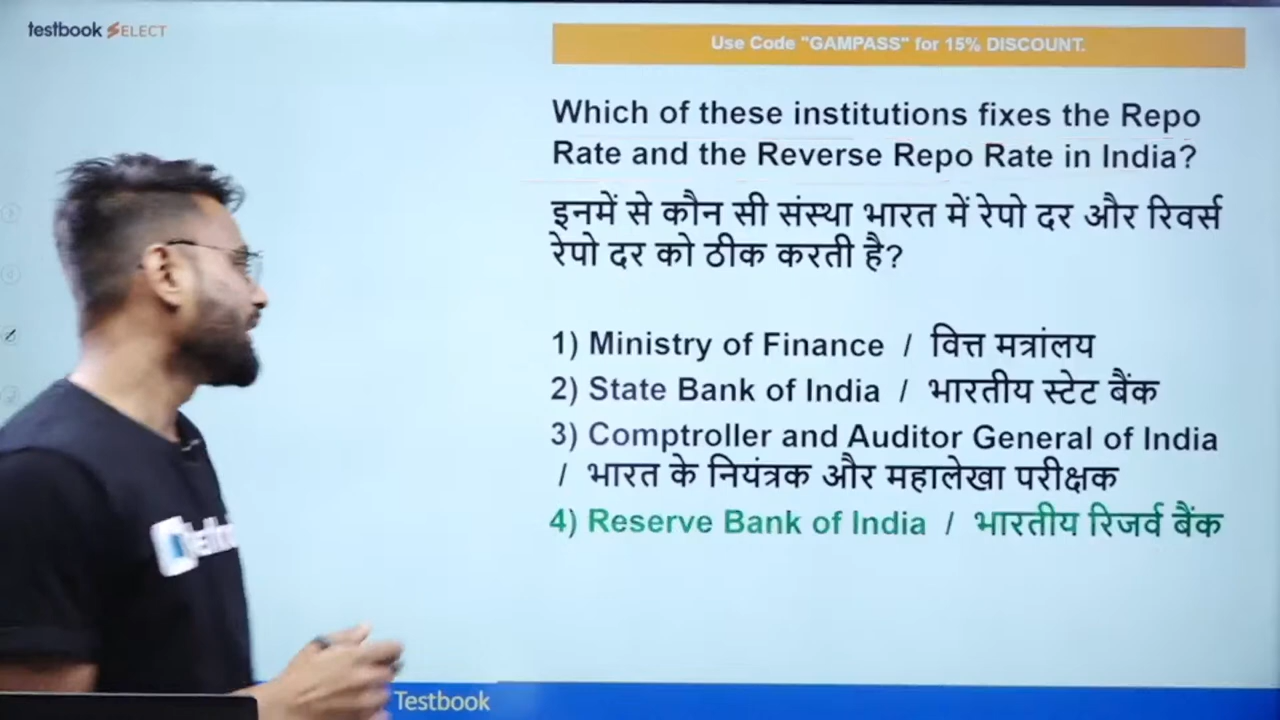 testbook SELECT
Use Code "GAMPASS" for 15% DISCOUNT.
Which of these institutions fixes the Repo
Rate and the Reverse Repo Rate in India?
इनमें से कौन सी संस्था भारत में रेपो दर और रिवर्स
रेपो दर को ठीक करती है?
1) Ministry of Finance / वित्त मत्रांलय
2) State Bank of India / भारतीय स्टेट बैंक
3) Comptroller and Auditor General of India
/ भारत के नियंत्रक और महालेखा परीक्षक
4) Reserve Bank of India / भारतीय रिजर्व बैंक
Testbook